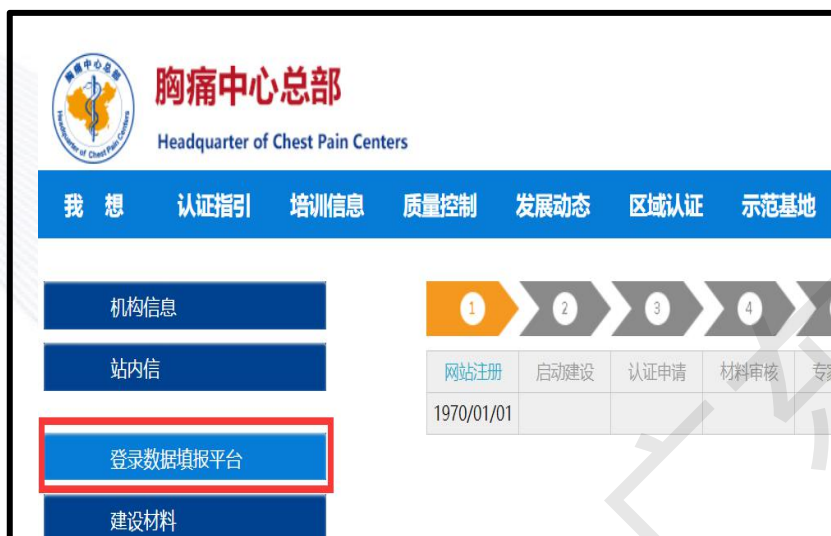 胸痛中心总部
Headquarter of Chest Pain Centers
我 想 认证指引 培训信息 质量控制 发展动态 区域认证 示范基地
机构信息
站内信
登录数据填报平台
建设材料
1 2 3 4
网站注册 启动建设 认证申请 材料审核 专家
1970/01/01
广东